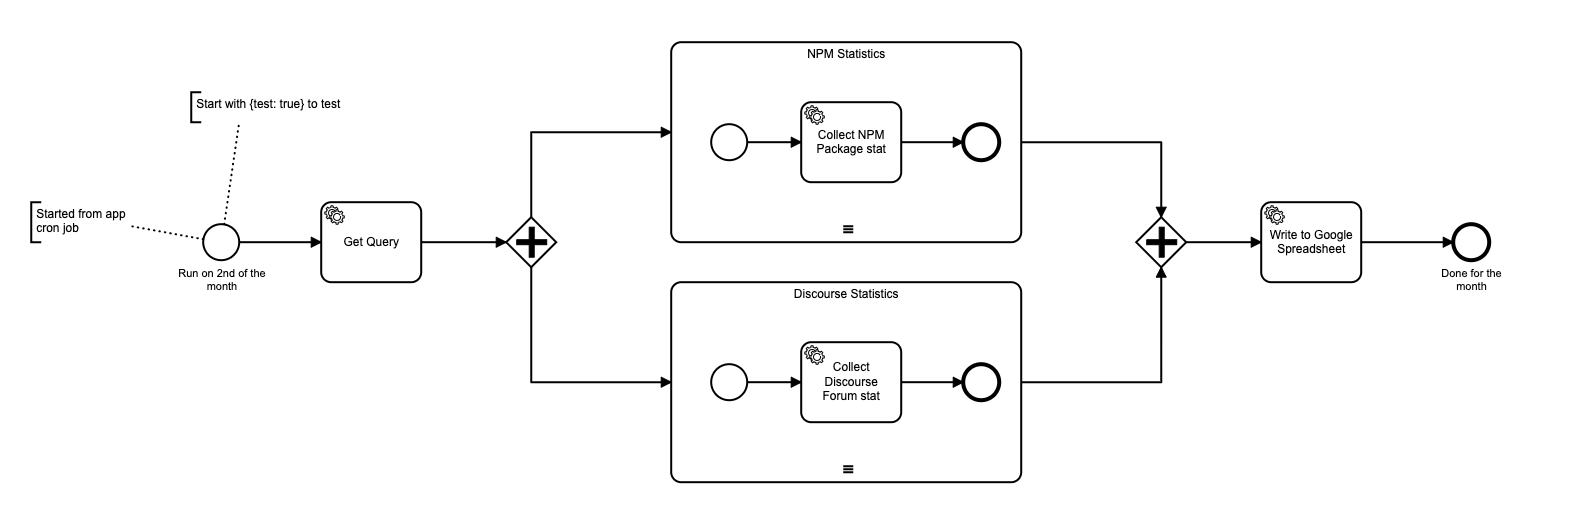 NPM Statistics
Start with {test: true} to test
Collect NPM
Package stat
Started from app
cron job
Get Query
Write to Google
Spreadsheet
Run on 2nd of the
month
Done for the
month
Discourse Statistics
Collect
Discourse
Forum stat